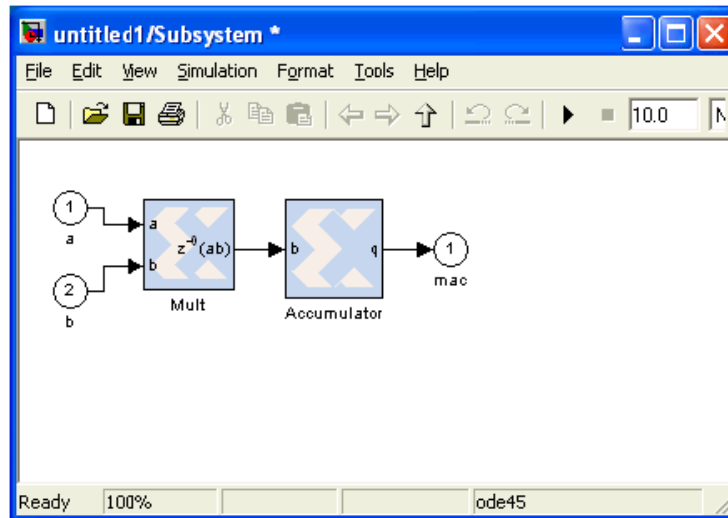 untitled1/Subsystem *
File Edit View Simulation Format Tools Help
10.0 N
1
a
2
b
a
b
z⁻⁰(ab)
Mult
b q
Accumulator
1
mac
Ready 100% ode45